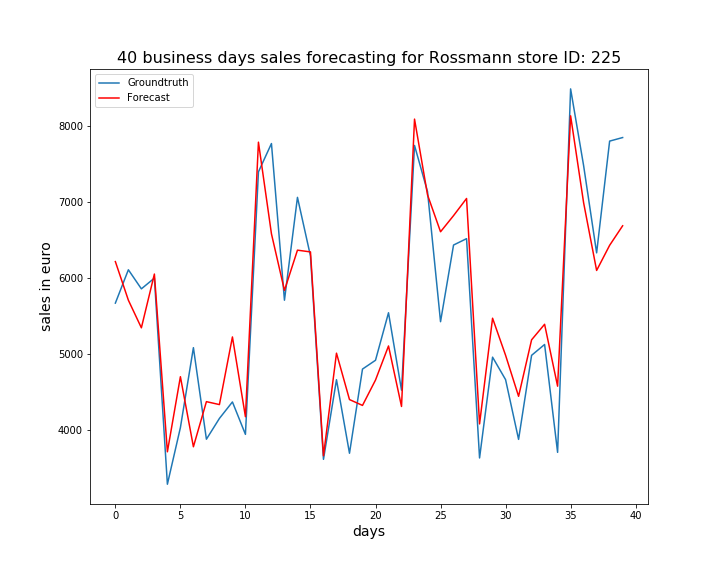 40 business days sales forecasting for Rossmann store ID: 225
Groundtruth
Forecast
8000
7000
6000
5000
4000
sales in euro
0 5 10 15 20 25 30 35 40
days